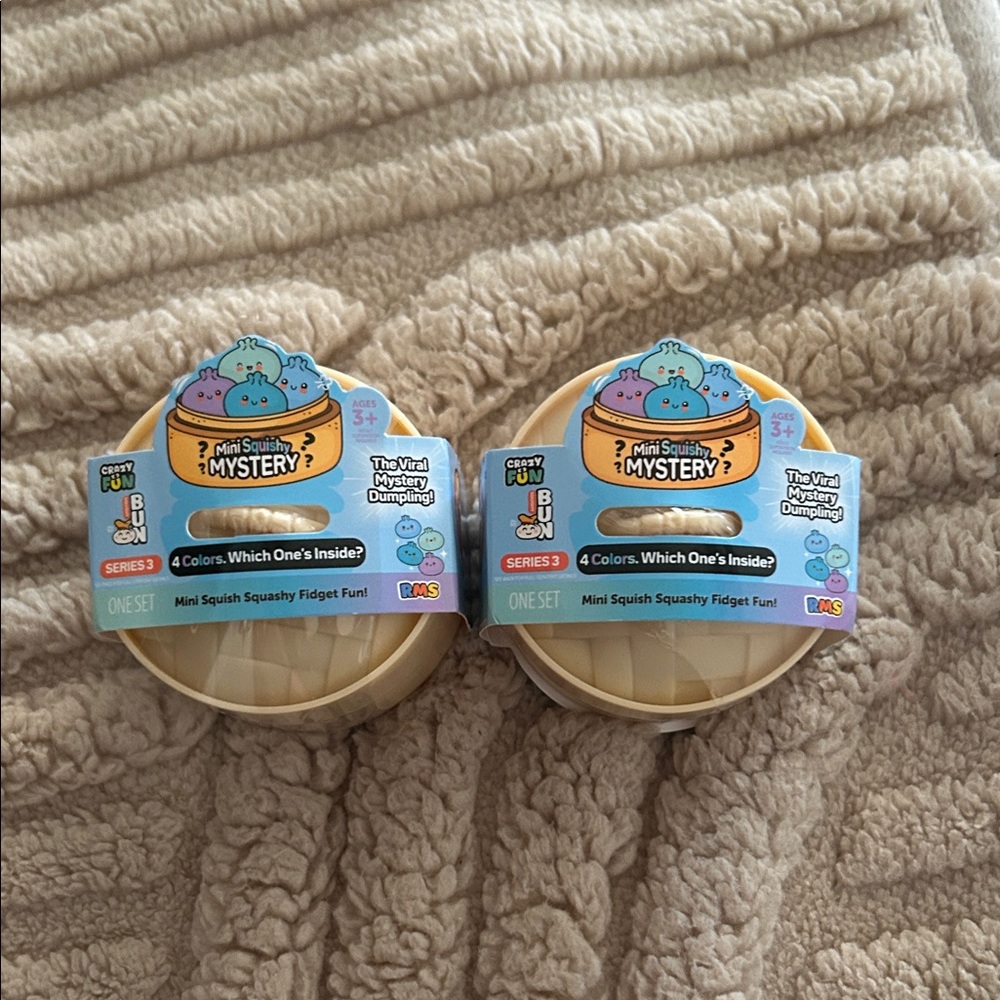 AGES
3+
? Mini Squishy ?
? MYSTERY ?
CRAZY
FUN
The Viral
Mystery
Dumpling!
BUN
SERIES 3
4 Colors. Which One's Inside?
ONE SET
Mini Squish Squashy Fidget Fun!
RMS
AGES
3+
? Mini Squishy ?
? MYSTERY ?
CRAZY
FUN
The Viral
Mystery
Dumpling!
BUN
SERIES 3
4 Colors. Which One's Inside?
ONE SET
Mini Squish Squashy Fidget Fun!
RMS